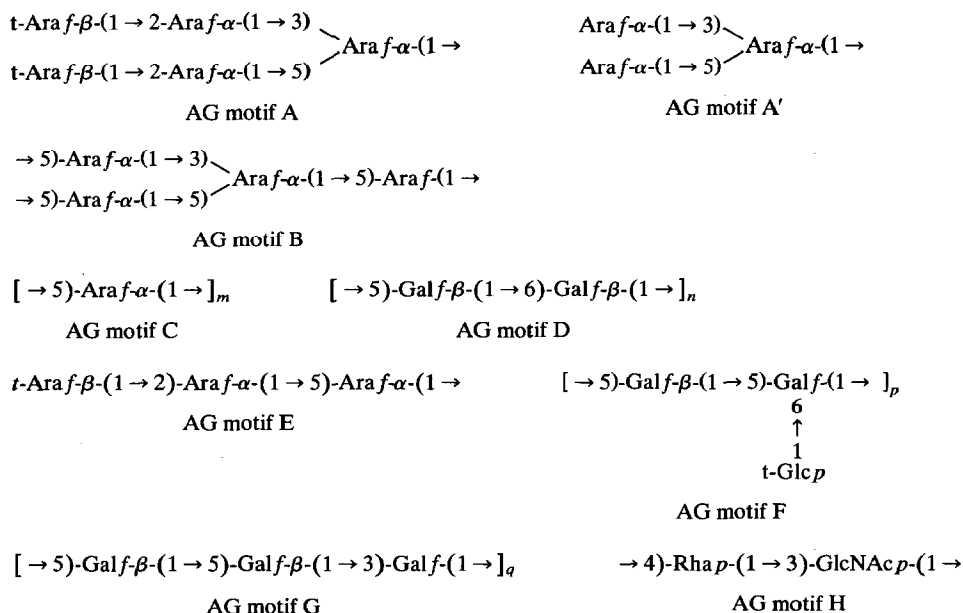 t-Araf-β-(1 → 2-Araf-α-(1 → 3)
Araf-α-(1 →
t-Araf-β-(1 → 2-Araf-α-(1 → 5)
AG motif A
Araf-α-(1 → 3)
Araf-α-(1 →
Araf-α-(1 → 5)
AG motif A′
→ 5)-Araf-α-(1 → 3)
Araf-α-(1 → 5)-Araf-(1 →
→ 5)-Araf-α-(1 → 5)
AG motif B
[ → 5)-Araf-α-(1 → ]m
AG motif C
[ → 5)-Galf-β-(1 → 6)-Galf-β-(1 → ]n
AG motif D
t-Araf-β-(1 → 2)-Araf-α-(1 → 5)-Araf-α-(1 →
AG motif E
[ → 5)-Galf-β-(1 → 5)-Galf-(1 → ]p
6
↑
1
t-Glcp
AG motif F
[ → 5)-Galf-β-(1 → 5)-Galf-β-(1 → 3)-Galf-(1 → ]q
AG motif G
→ 4)-Rhap-(1 → 3)-GlcNAcp-(1 →
AG motif H